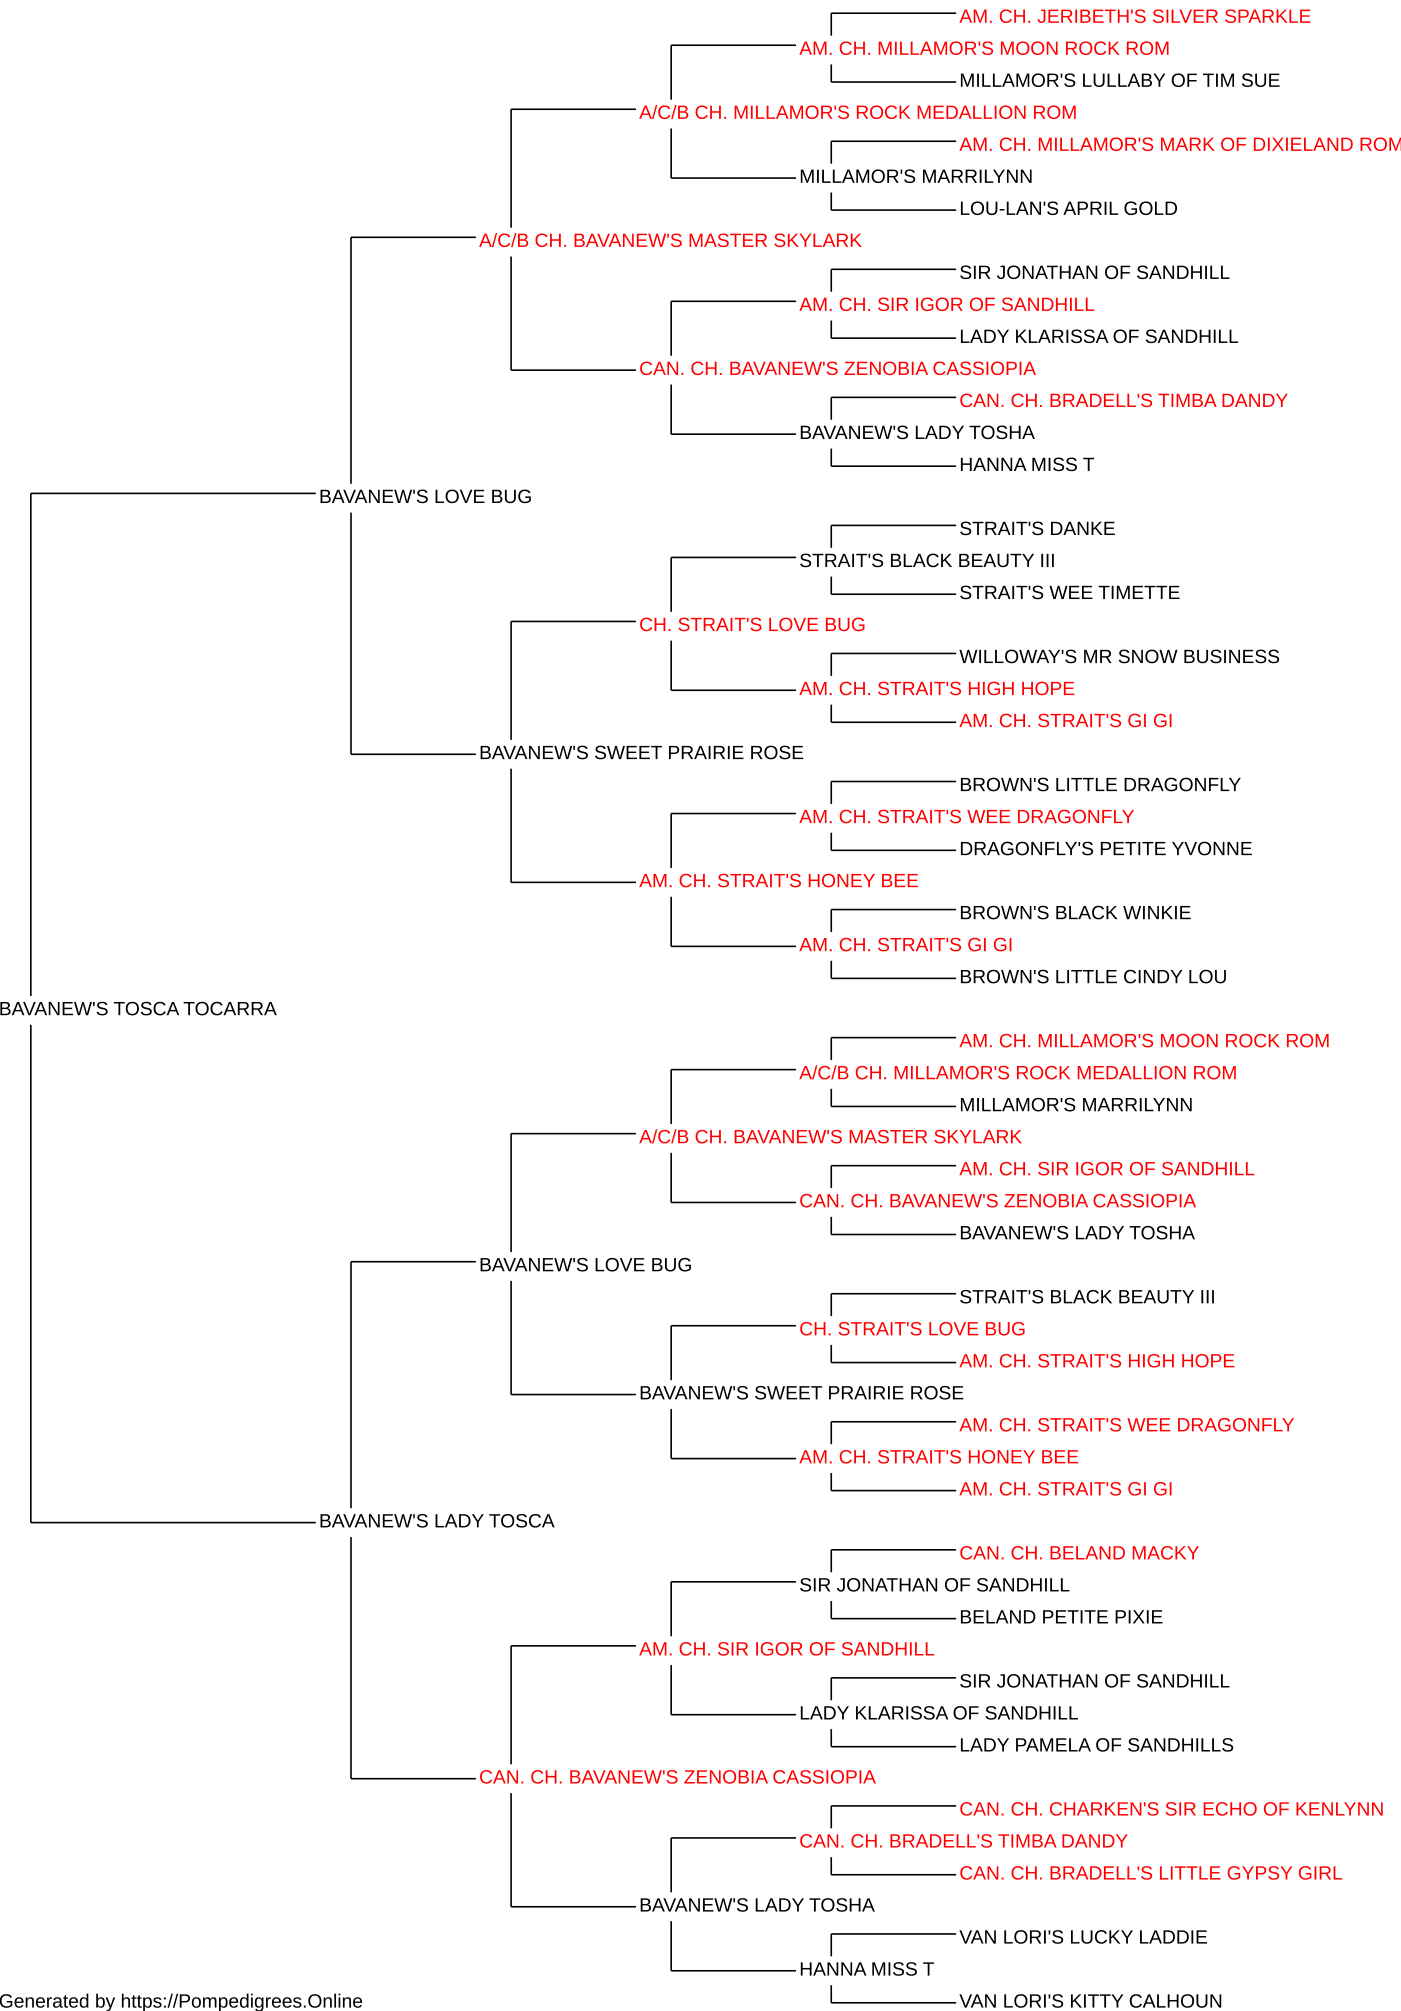 AM. CH. JERIBETH'S SILVER SPARKLE
AM. CH. MILLAMOR'S MOON ROCK ROM
MILLAMOR'S LULLABY OF TIM SUE
A/C/B CH. MILLAMOR'S ROCK MEDALLION ROM
AM. CH. MILLAMOR'S MARK OF DIXIELAND ROM
MILLAMOR'S MARRILYNN
LOU-LAN'S APRIL GOLD
A/C/B CH. BAVANEW'S MASTER SKYLARK
SIR JONATHAN OF SANDHILL
AM. CH. SIR IGOR OF SANDHILL
LADY KLARISSA OF SANDHILL
CAN. CH. BAVANEW'S ZENOBIA CASSIOPIA
CAN. CH. BRADELL'S TIMBA DANDY
BAVANEW'S LADY TOSHA
HANNA MISS T
BAVANEW'S LOVE BUG
STRAIT'S DANKE
STRAIT'S BLACK BEAUTY III
STRAIT'S WEE TIMETTE
CH. STRAIT'S LOVE BUG
WILLOWAY'S MR SNOW BUSINESS
AM. CH. STRAIT'S HIGH HOPE
AM. CH. STRAIT'S GI GI
BAVANEW'S SWEET PRAIRIE ROSE
BROWN'S LITTLE DRAGONFLY
AM. CH. STRAIT'S WEE DRAGONFLY
DRAGONFLY'S PETITE YVONNE
AM. CH. STRAIT'S HONEY BEE
BROWN'S BLACK WINKIE
AM. CH. STRAIT'S GI GI
BROWN'S LITTLE CINDY LOU
BAVANEW'S TOSCA TOCARRA
AM. CH. MILLAMOR'S MOON ROCK ROM
A/C/B CH. MILLAMOR'S ROCK MEDALLION ROM
MILLAMOR'S MARRILYNN
A/C/B CH. BAVANEW'S MASTER SKYLARK
AM. CH. SIR IGOR OF SANDHILL
CAN. CH. BAVANEW'S ZENOBIA CASSIOPIA
BAVANEW'S LADY TOSHA
BAVANEW'S LOVE BUG
STRAIT'S BLACK BEAUTY III
CH. STRAIT'S LOVE BUG
AM. CH. STRAIT'S HIGH HOPE
BAVANEW'S SWEET PRAIRIE ROSE
AM. CH. STRAIT'S WEE DRAGONFLY
AM. CH. STRAIT'S HONEY BEE
AM. CH. STRAIT'S GI GI
BAVANEW'S LADY TOSCA
CAN. CH. BELAND MACKY
SIR JONATHAN OF SANDHILL
BELAND PETITE PIXIE
AM. CH. SIR IGOR OF SANDHILL
SIR JONATHAN OF SANDHILL
LADY KLARISSA OF SANDHILL
LADY PAMELA OF SANDHILLS
CAN. CH. BAVANEW'S ZENOBIA CASSIOPIA
CAN. CH. CHARKEN'S SIR ECHO OF KENLYNN
CAN. CH. BRADELL'S TIMBA DANDY
CAN. CH. BRADELL'S LITTLE GYPSY GIRL
BAVANEW'S LADY TOSHA
VAN LORI'S LUCKY LADDIE
HANNA MISS T
VAN LORI'S KITTY CALHOUN
Generated by https://Pompedigrees.Online